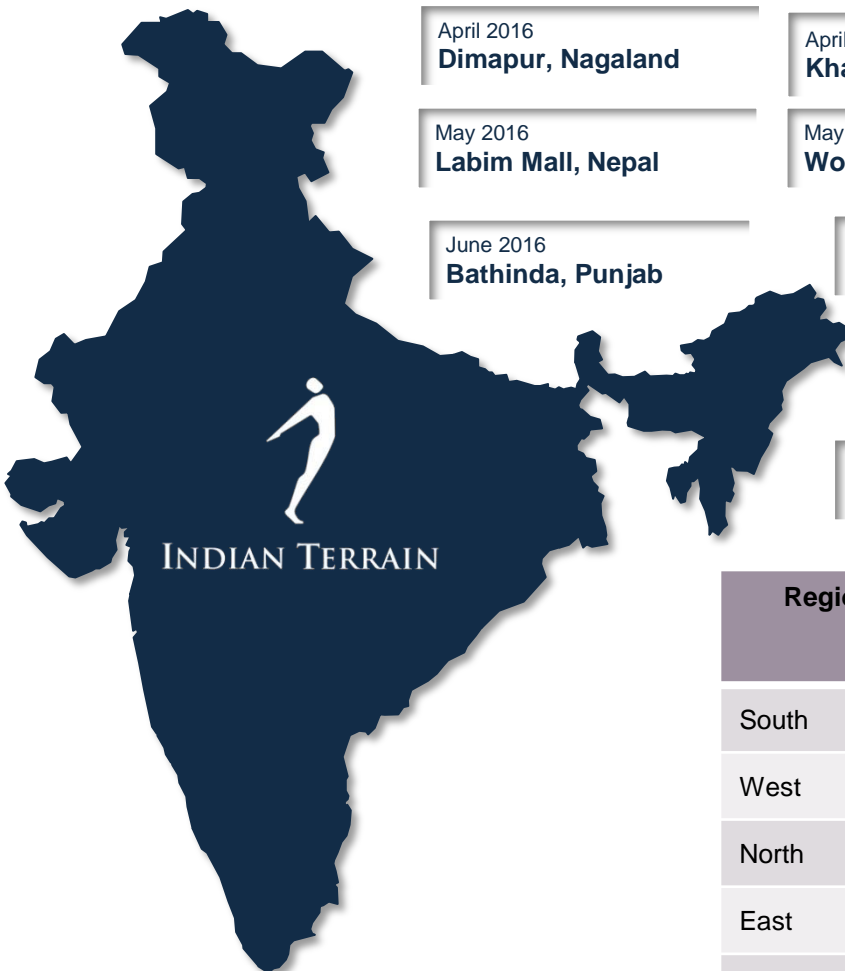 April 2016
Dimapur, Nagaland
May 2016
Labim Mall, Nepal
May
June 2016
Bathinda, Punjab
INDIAN TERRAIN
South
West
North
East